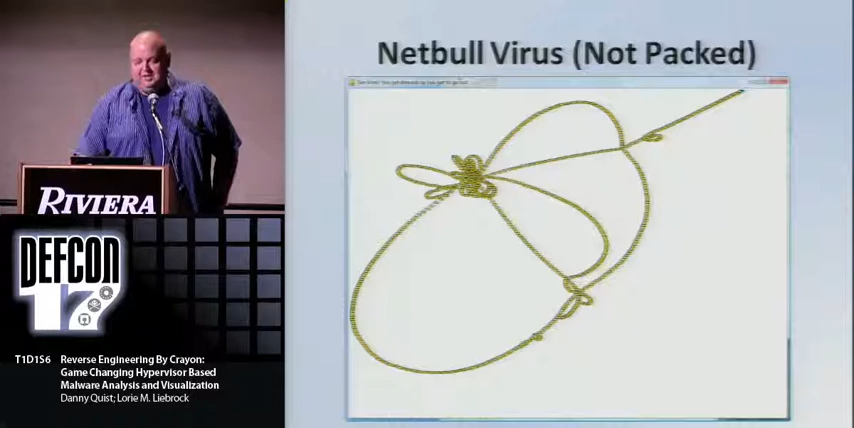 Netbull Virus (Not Packed)
RIVIERA
DEFCON
17
T1D1S6 Reverse Engineering By Crayon:
Game Changing Hypervisor Based
Malware Analysis and Visualization
Danny Quist; Lorie M. Liebrock